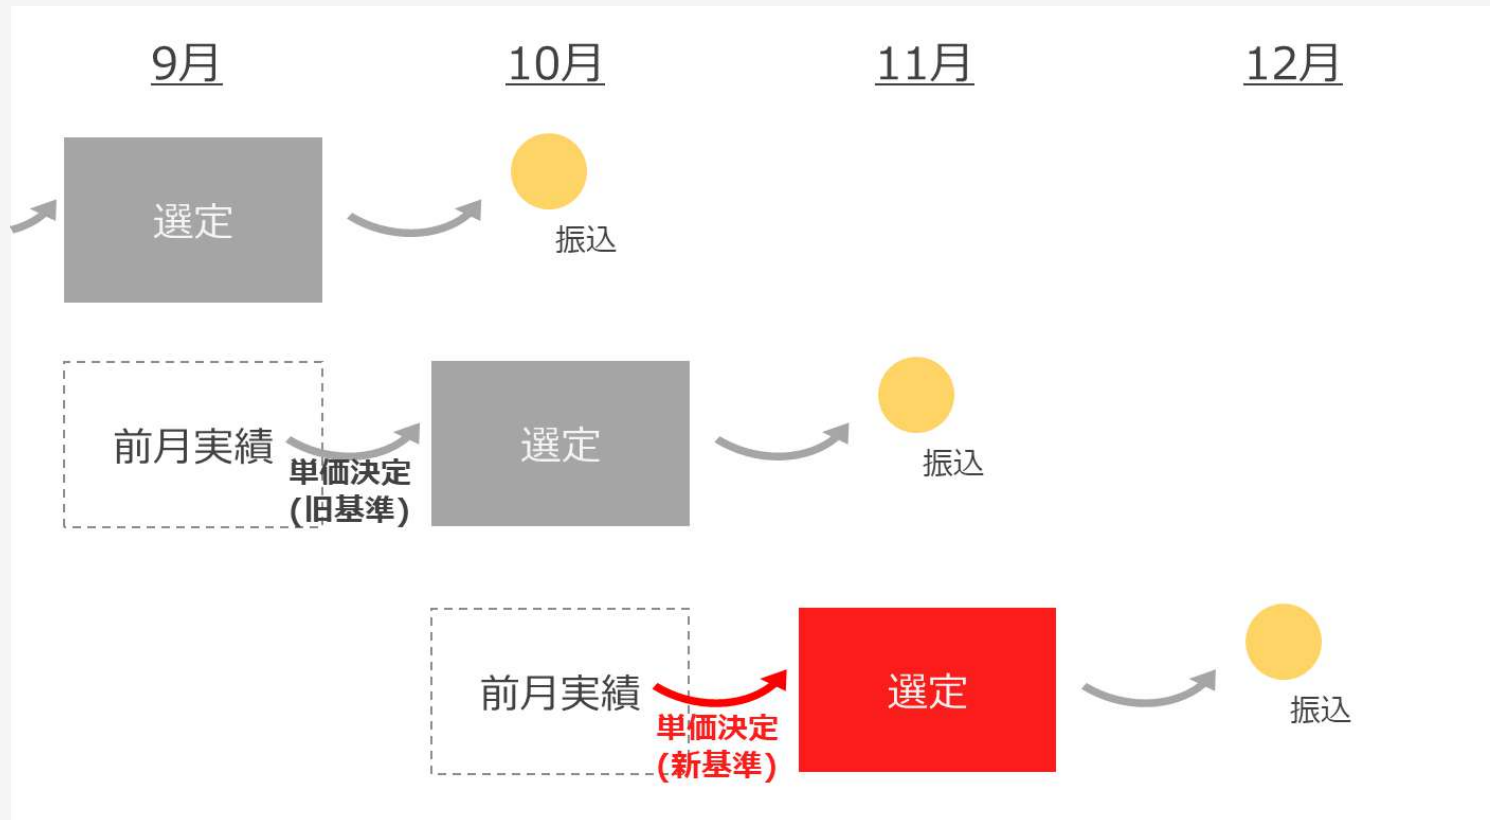 9月
10月
11月
12月
選定
振込
前月実績
単価決定
(旧基準)
選定
振込
前月実績
単価決定
(新基準)
選定
振込